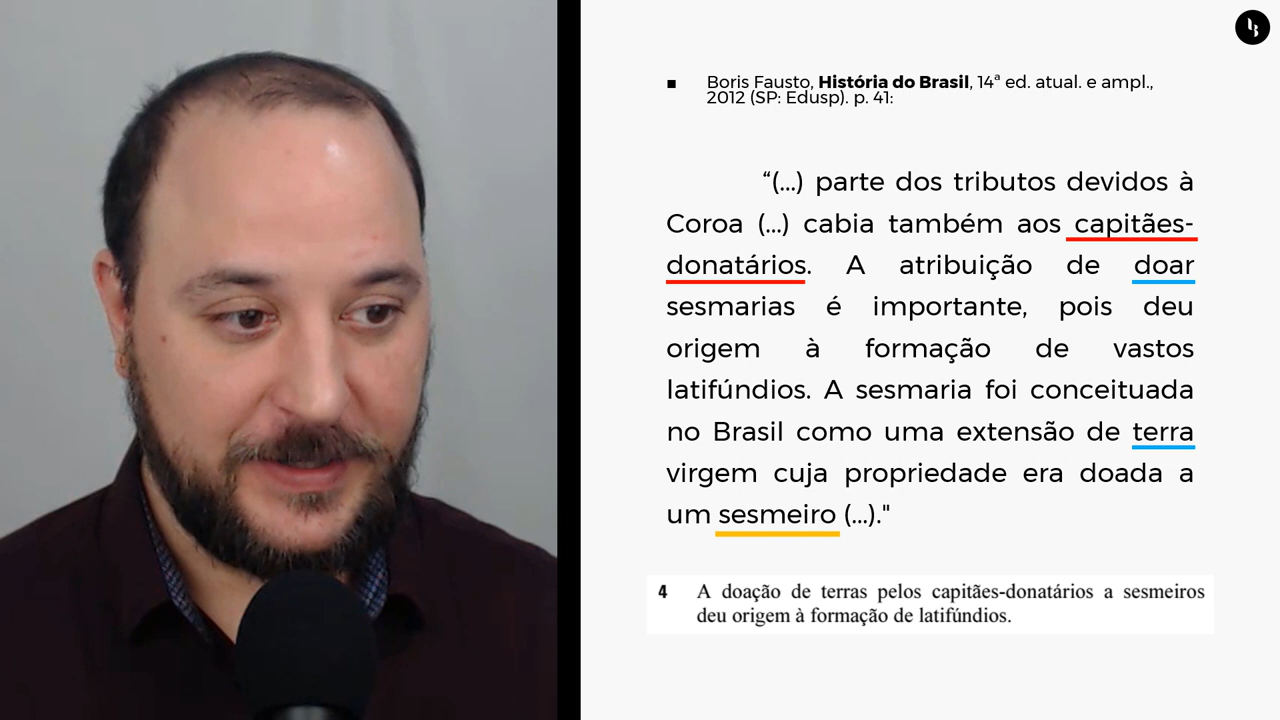 ■ Boris Fausto, História do Brasil, 14ª ed. atual. e ampl.,
2012 (SP: Edusp). p. 41:
“(...) parte dos tributos devidos à
Coroa (...) cabia também aos capitães-
donatários. A atribuição de doar
sesmarias é importante, pois deu
origem à formação de vastos
latifúndios. A sesmaria foi conceituada
no Brasil como uma extensão de terra
virgem cuja propriedade era doada a
um sesmeiro (...)."
4 A doação de terras pelos capitães-donatários a sesmeiros
deu origem à formação de latifúndios.